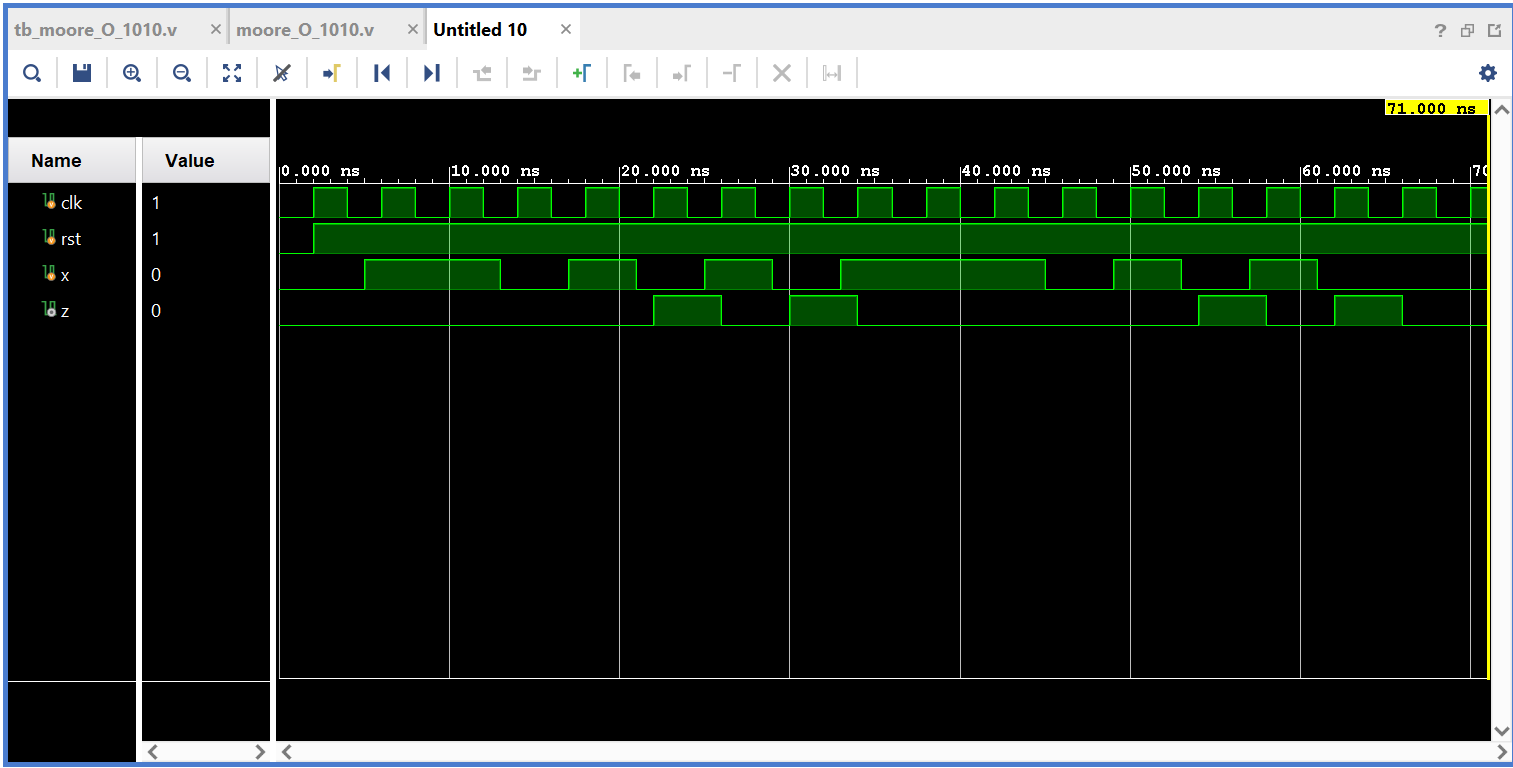 tb_moore_O_1010.v × moore_O_1010.v × Untitled 10 × ?
71.000 ns
Name Value
0.000 ns 10.000 ns 20.000 ns 30.000 ns 40.000 ns 50.000 ns 60.000 ns 70
clk 1
rst 1
x 0
z 0